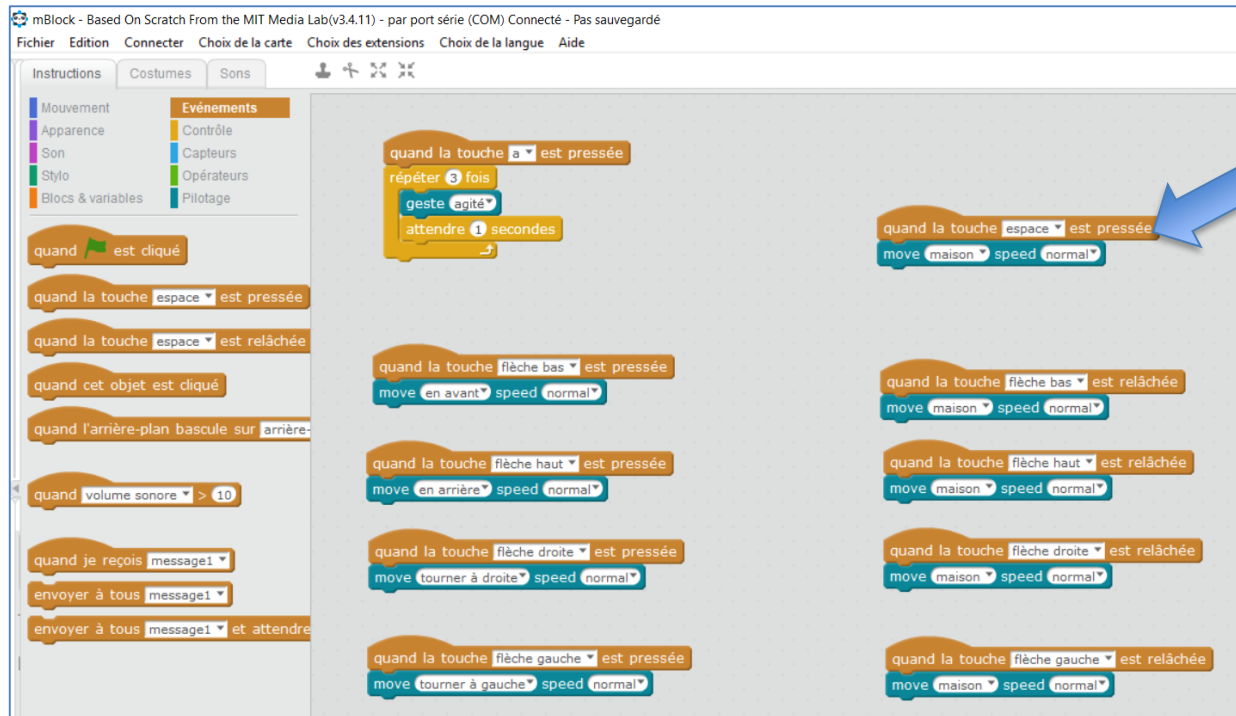 mBlock - Based On Scratch From the MIT Media Lab(v3.4.11) - par port série (COM) Connecté - Pas sauvegardé
Fichier Edition Connecter Choix de la carte Choix des extensions Choix de la langue Aide
Instructions Costumes Sons
Mouvement Evénements
Apparence Contrôle
Son Capteurs
Stylo Opérateurs
Blocs & variables Pilotage
quand est cliqué
quand la touche espace est pressée
quand la touche espace est relâchée
quand cet objet est cliqué
quand l'arrière-plan bascule sur arrière-
quand volume sonore > 10
quand je reçois message1
envoyer à tous message1
envoyer à tous message1 et attendre
quand la touche a est pressée
répéter 3 fois
geste agité
attendre 1 secondes
quand la touche espace est pressée
move maison speed normal
quand la touche flèche bas est pressée
move en avant speed normal
quand la touche flèche bas est relâchée
move maison speed normal
quand la touche flèche haut est pressée
move en arrière speed normal
quand la touche flèche haut est relâchée
move maison speed normal
quand la touche flèche droite est pressée
move tourner à droite speed normal
quand la touche flèche droite est relâchée
move maison speed normal
quand la touche flèche gauche est pressée
move tourner à gauche speed normal
quand la touche flèche gauche est relâchée
move maison speed normal